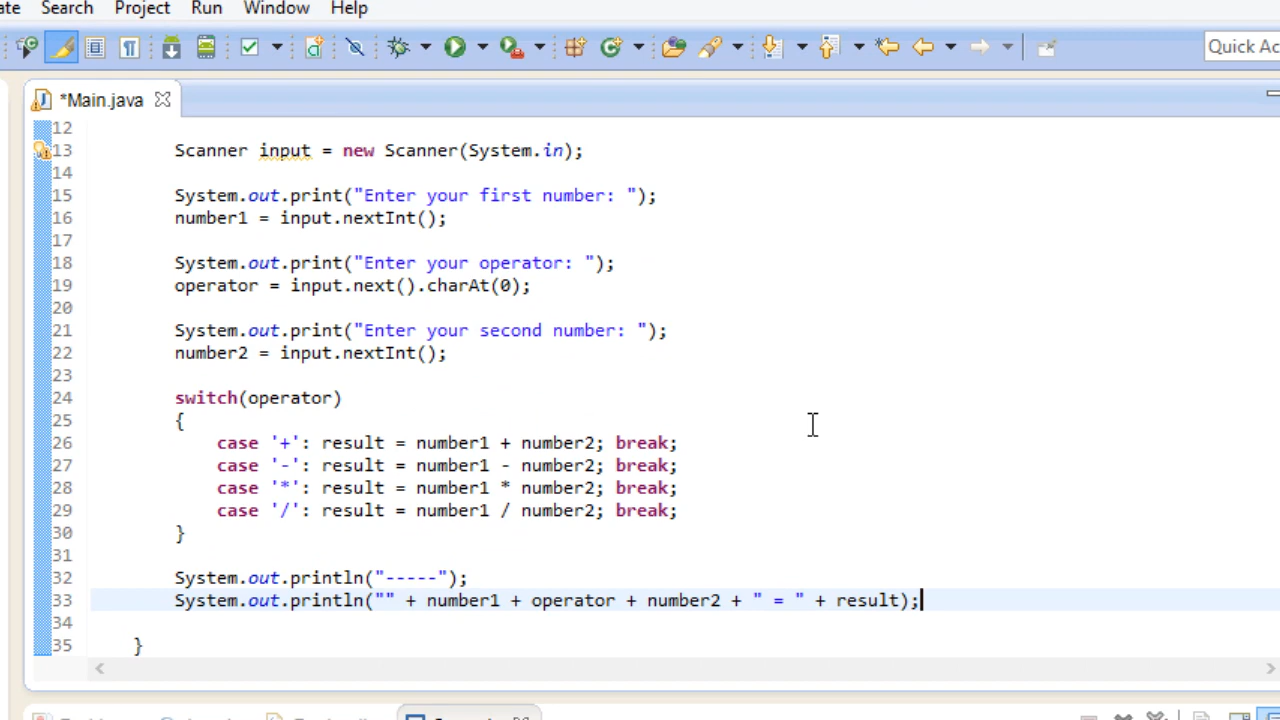 ate Search Project Run Window Help
Quick Ac
*Main.java
12
13 Scanner input = new Scanner(System.in);
14
15 System.out.print("Enter your first number: ");
16 number1 = input.nextInt();
17
18 System.out.print("Enter your operator: ");
19 operator = input.next().charAt(0);
20
21 System.out.print("Enter your second number: ");
22 number2 = input.nextInt();
23
24 switch(operator)
25 {
26 case '+': result = number1 + number2; break;
27 case '-': result = number1 - number2; break;
28 case '*': result = number1 * number2; break;
29 case '/': result = number1 / number2; break;
30 }
31
32 System.out.println("-----");
33 System.out.println("" + number1 + operator + number2 + " = " + result);
34
35 }